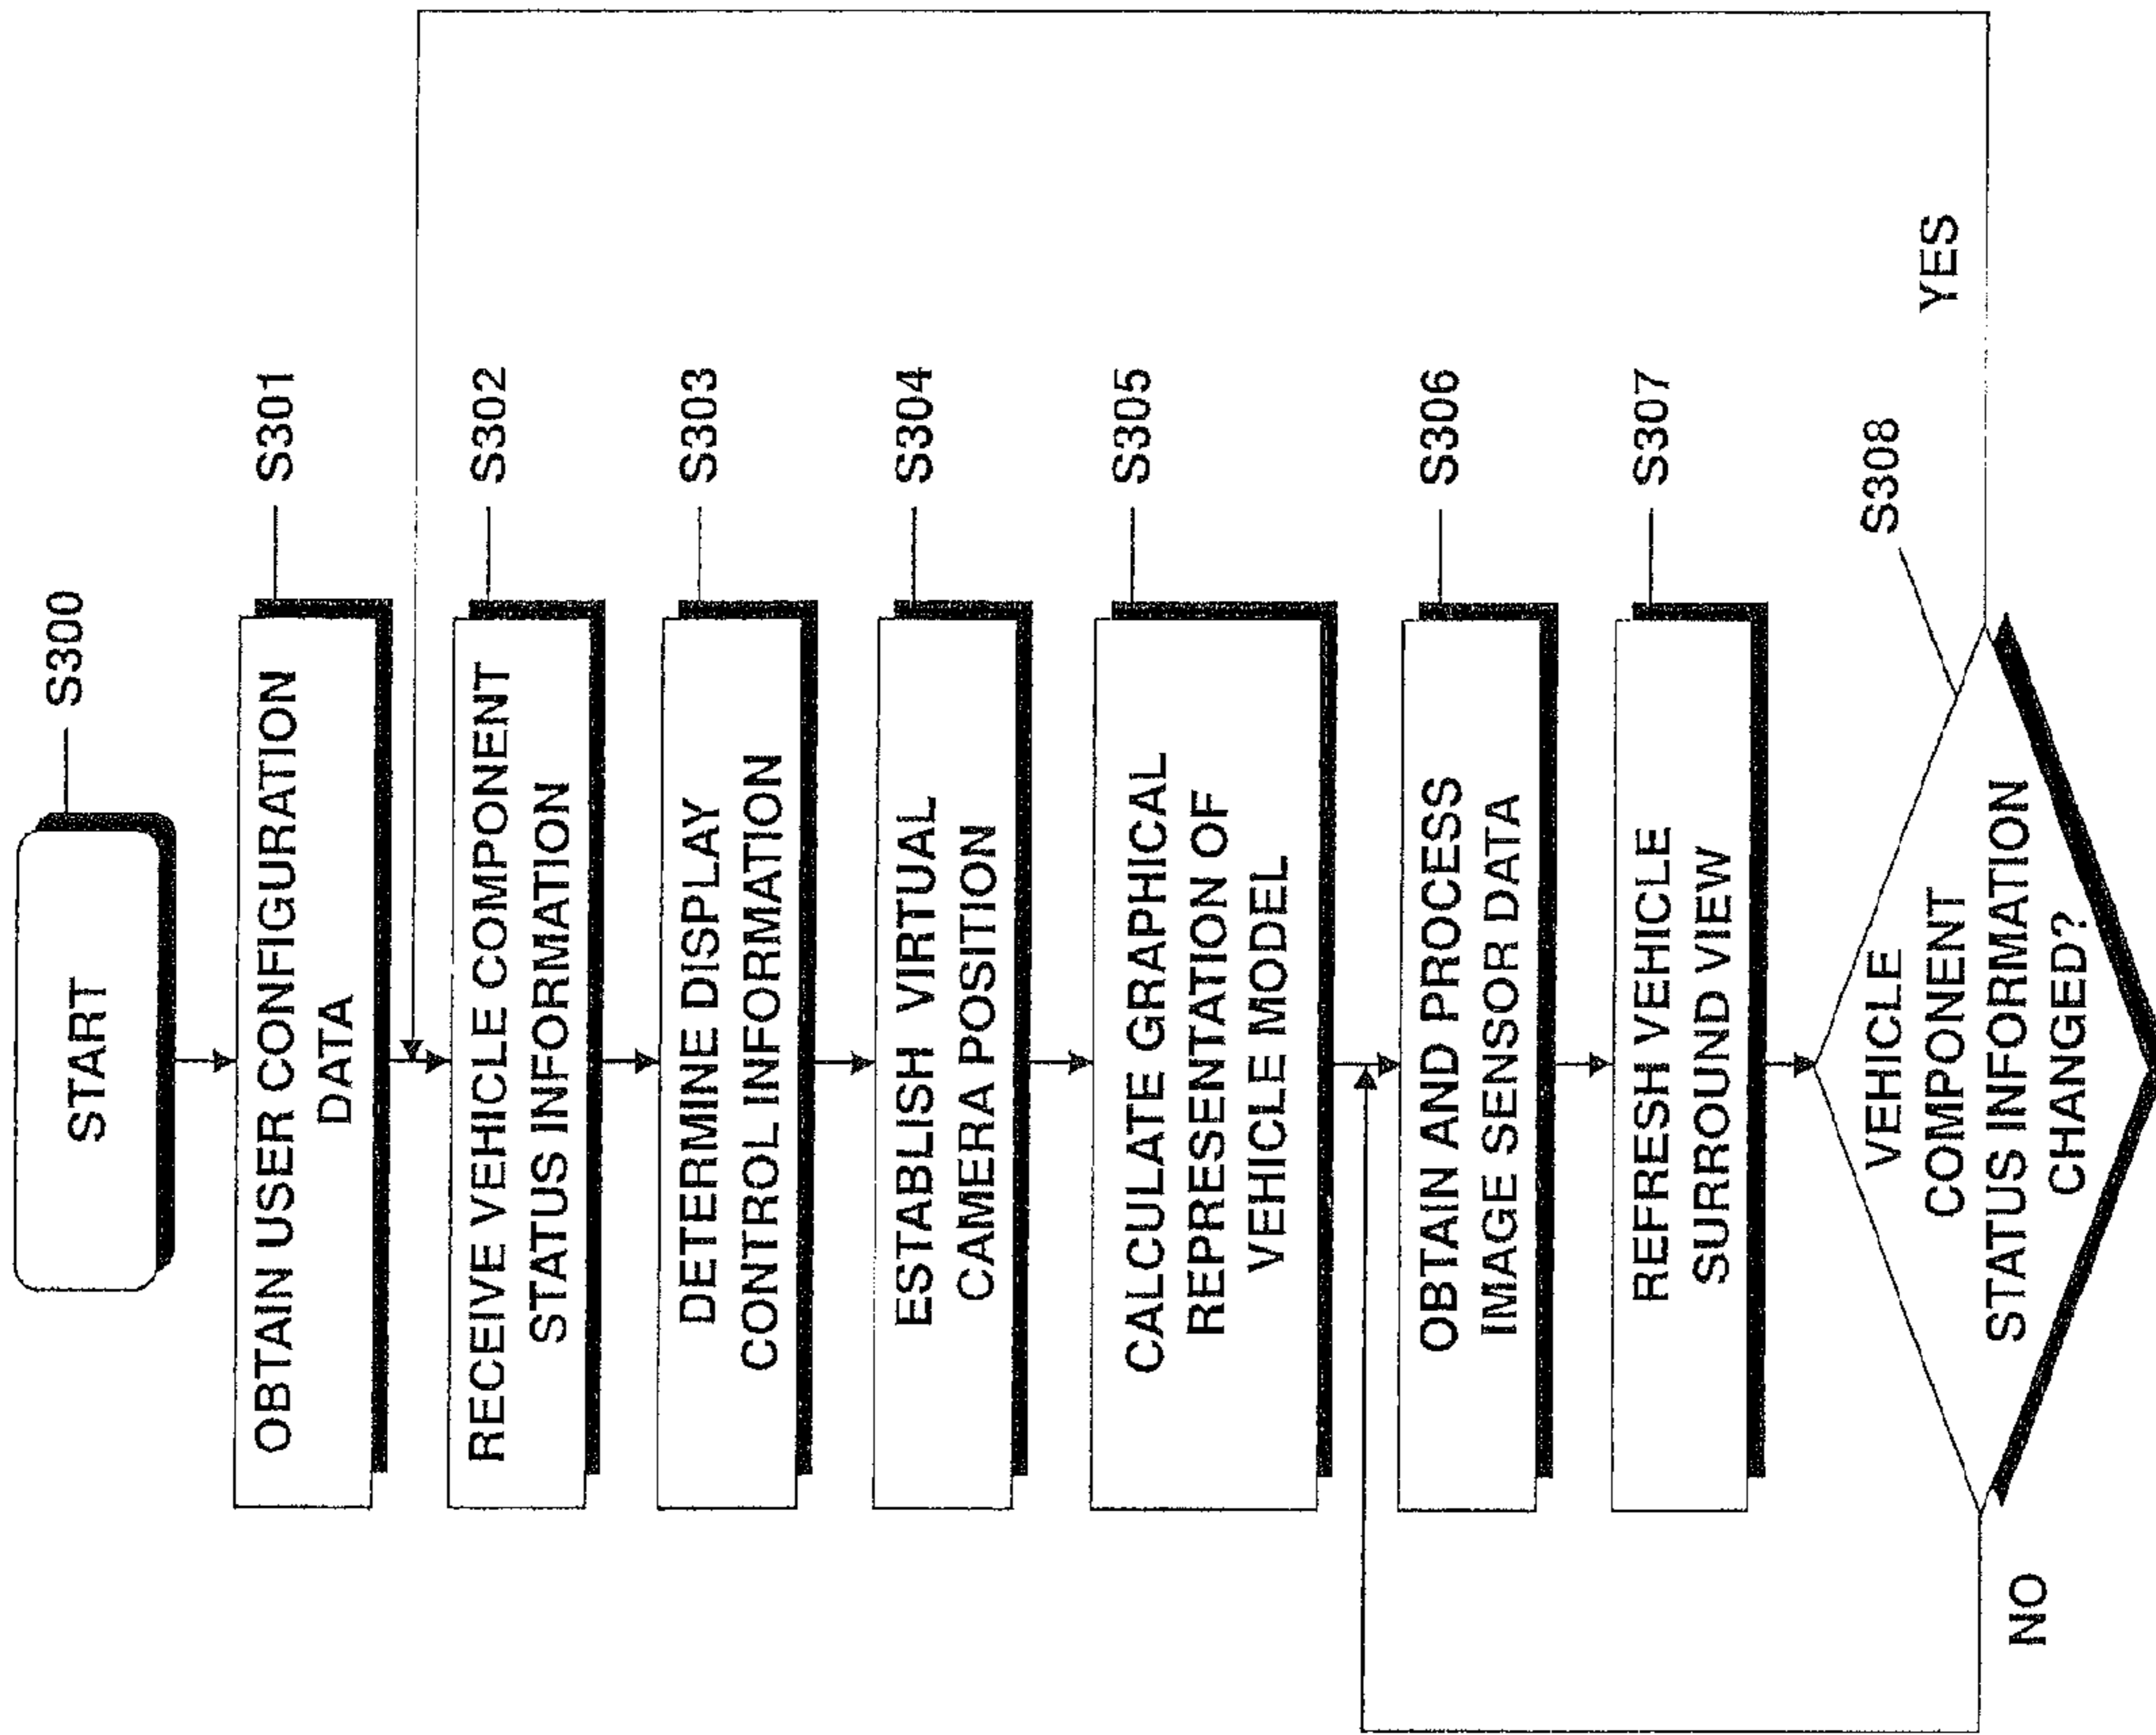 START
S300
OBTAIN USER CONFIGURATION
DATA
S301
RECEIVE VEHICLE COMPONENT
STATUS INFORMATION
S302
DETERMINE DISPLAY
CONTROL INFORMATION
S303
ESTABLISH VIRTUAL
CAMERA POSITION
S304
CALCULATE GRAPHICAL
REPRESENTATION OF
VEHICLE MODEL
S305
OBTAIN AND PROCESS
IMAGE SENSOR DATA
S306
REFRESH VEHICLE
SURROUND VIEW
S307
VEHICLE
COMPONENT
STATUS INFORMATION
CHANGED?
S308
YES
NO